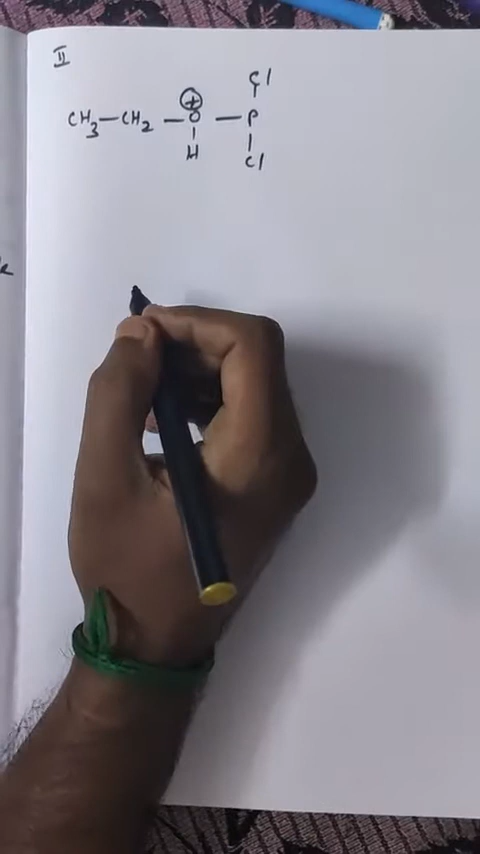 II
Cl
CH3—CH2 —O —P
⊕
H
Cl